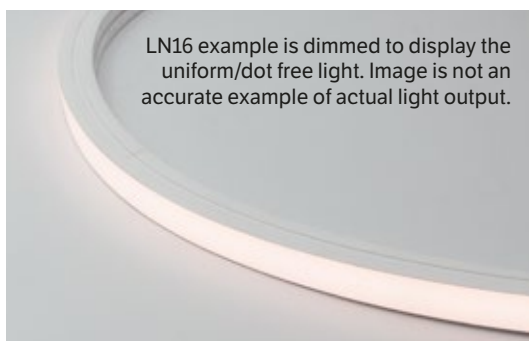 LN16 example is dimmed to display the
uniform/dot free light. Image is not an
accurate example of actual light output.